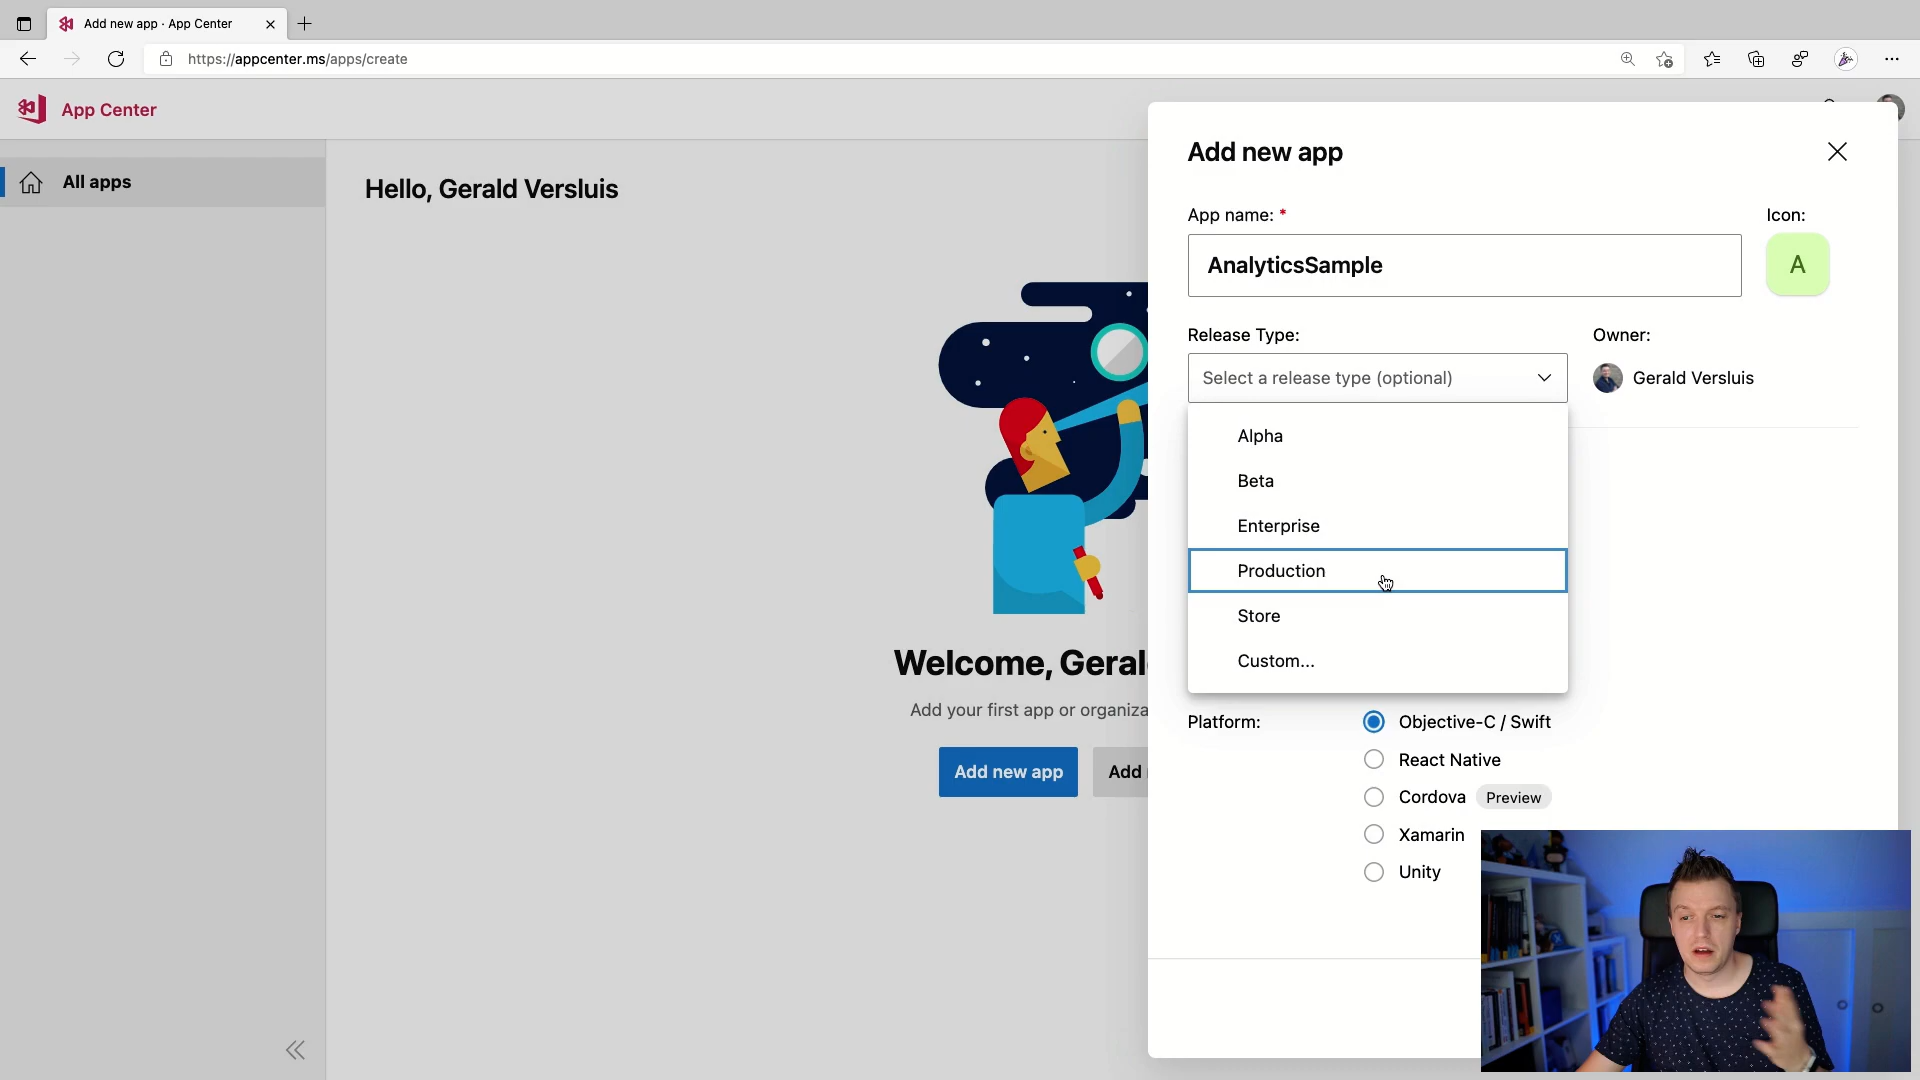 Add new app · App Center
https://appcenter.ms/apps/create
App Center
All apps
Hello, Gerald Versluis
Welcome, Geral
Add your first app or organiza
Add new app
Add
Add new app
App name: *
Icon:
AnalyticsSample
A
Release Type:
Owner:
Select a release type (optional)
Gerald Versluis
Alpha
Beta
Enterprise
Production
Store
Custom...
Platform:
Objective-C / Swift
React Native
Cordova Preview
Xamarin
Unity